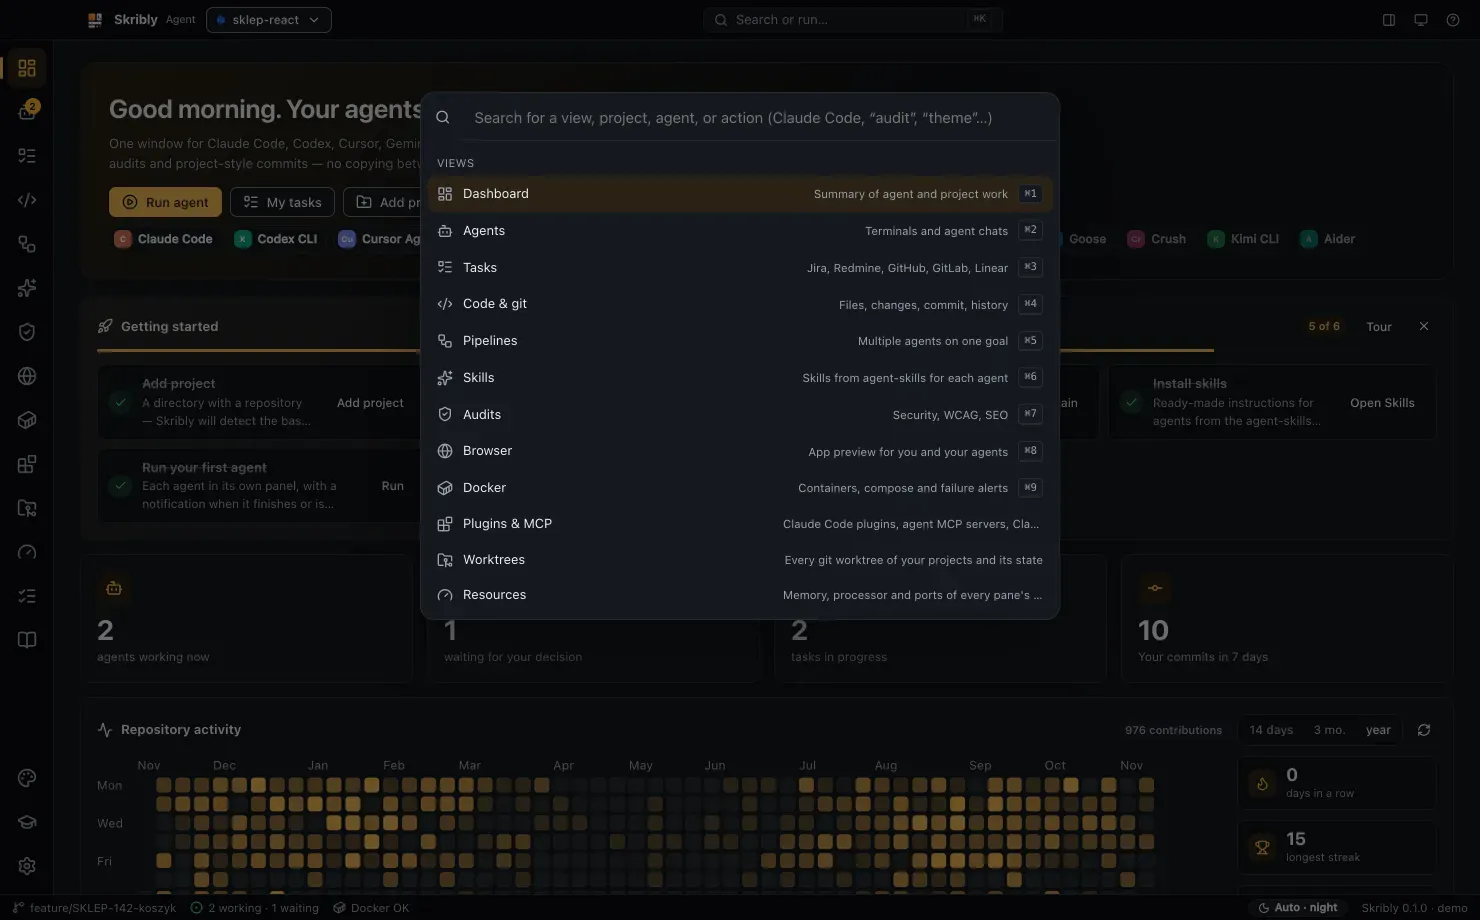 Skribly Agent sklep-react Search or run... ⌘K
2
Good morning. Your agents
One window for Claude Code, Codex, Cursor, Gemin
audits and project-style commits — no copying betw
Run agent My tasks Add pr
Claude Code Codex CLI Cursor Ag Goose Crush Kimi CLI Aider
Search for a view, project, agent, or action (Claude Code, “audit”, “theme”...)
VIEWS
Dashboard Summary of agent and project work ⌘1
Agents Terminals and agent chats ⌘2
Tasks Jira, Redmine, GitHub, GitLab, Linear ⌘3
Code & git Files, changes, commit, history ⌘4
Pipelines Multiple agents on one goal ⌘5
Skills Skills from agent-skills for each agent ⌘6
Audits Security, WCAG, SEO ⌘7
Browser App preview for you and your agents ⌘8
Docker Containers, compose and failure alerts ⌘9
Plugins & MCP Claude Code plugins, agent MCP servers, Cla...
Worktrees Every git worktree of your projects and its state
Resources Memory, processor and ports of every pane's ...
Getting started 5 of 6 Tour
Add project
A directory with a repository
— Skribly will detect the bas...
Add project
ain
Install skills
Ready-made instructions for
agents from the agent-skills...
Open Skills
Run your first agent
Each agent in its own panel, with a
notification when it finishes or is...
Run
2
agents working now
1
waiting for your decision
2
tasks in progress
10
Your commits in 7 days
Repository activity 976 contributions 14 days 3 mo. year
Nov Dec Jan Feb Mar Apr May Jun Jul Aug Sep Oct Nov
Mon
Wed
Fri
0
days in a row
15
longest streak
feature/SKLEP-142-koszyk 2 working · 1 waiting Docker OK Auto · night Skribly 0.1.0 · demo